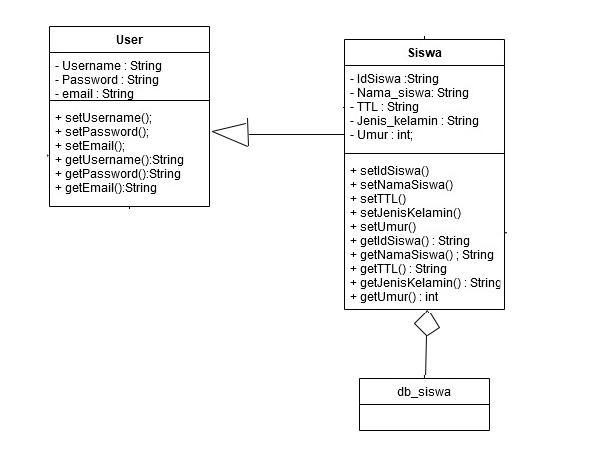 User
- Username : String
- Password : String
- email : String
+ setUsername();
+ setPassword();
+ setEmail();
+ getUsername():String
+ getPassword():String
+ getEmail():String
Siswa
- IdSiswa :String
- Nama_siswa: String
- TTL : String
- Jenis_kelamin : String
- Umur : int;
+ setIdSiswa()
+ setNamaSiswa()
+ setTTL()
+ setJenisKelamin()
+ setUmur()
+ getIdSiswa() : String
+ getNamaSiswa() ; String
+ getTTL() : String
+ getJenisKelamin() : String
+ getUmur() : int
db_siswa